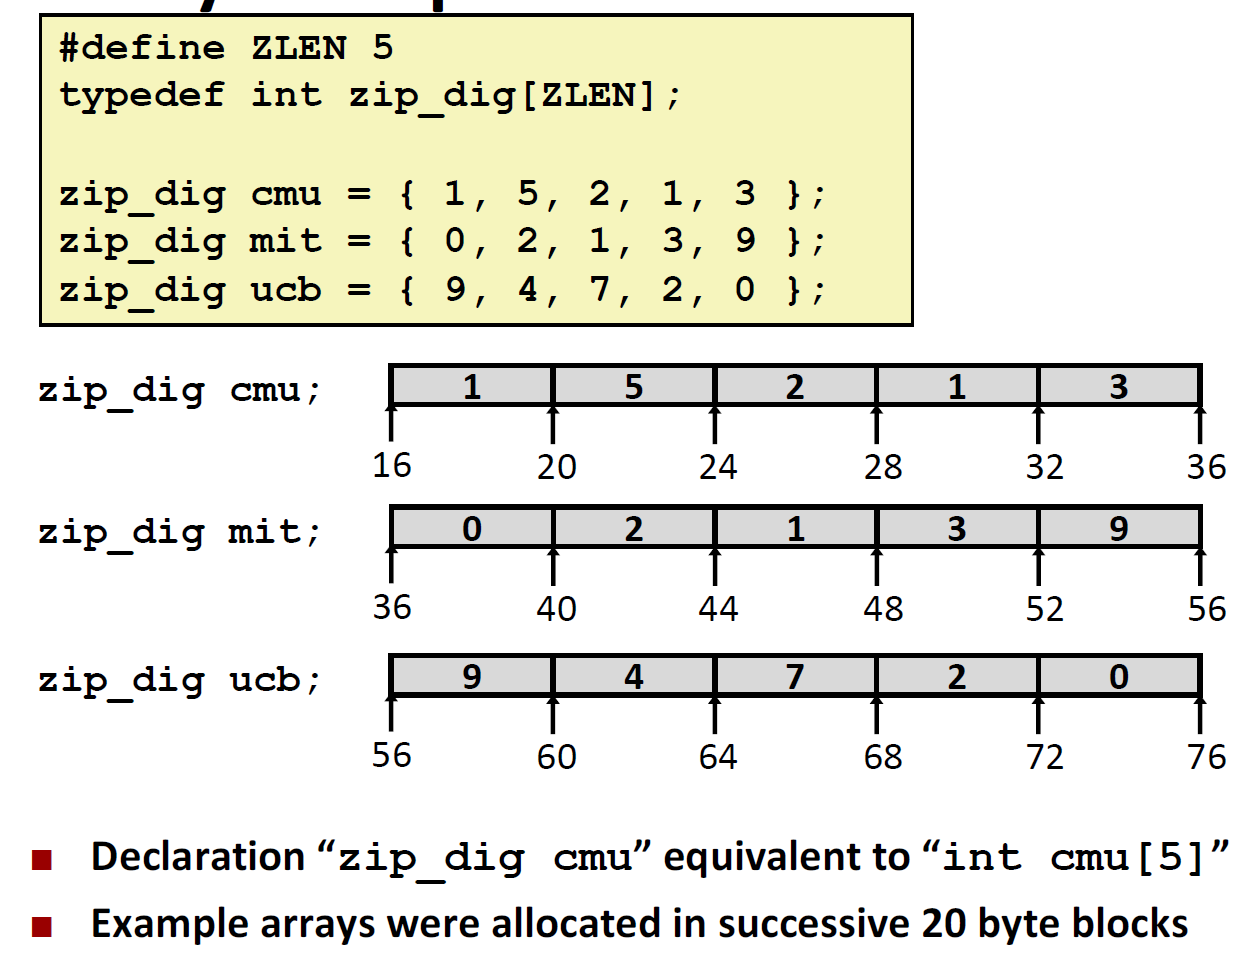 #define ZLEN 5
typedef int zip_dig[ZLEN];
zip_dig cmu = { 1, 5, 2, 1, 3 };
zip_dig mit = { 0, 2, 1, 3, 9 };
zip_dig ucb = { 9, 4, 7, 2, 0 };
zip_dig cmu; 1 5 2 1 3
16 20 24 28 32 36
zip_dig mit; 0 2 1 3 9
36 40 44 48 52 56
zip_dig ucb; 9 4 7 2 0
56 60 64 68 72 76
Declaration “zip_dig cmu” equivalent to “int cmu[5]”
Example arrays were allocated in successive 20 byte blocks